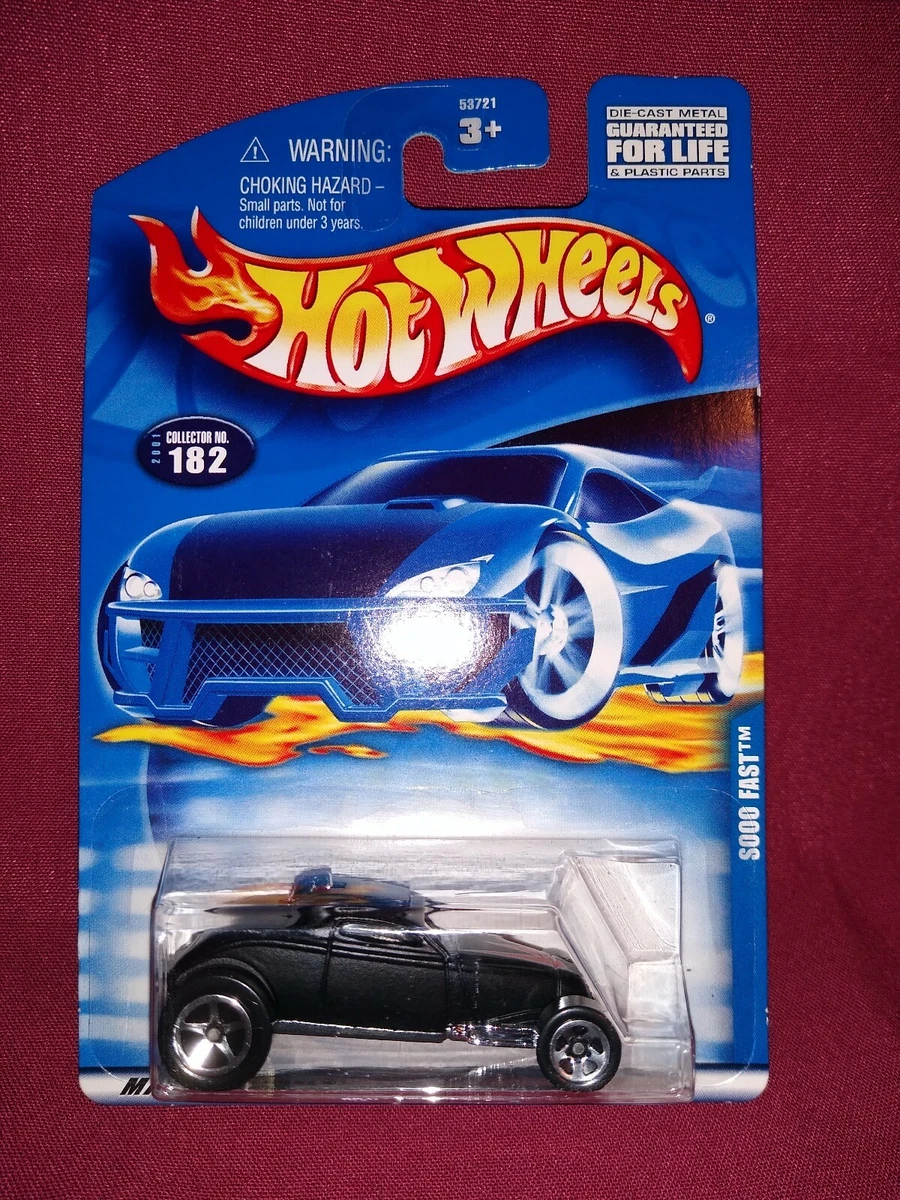 53721
3+
DIE-CAST METAL
GUARANTEED
FOR LIFE
& PLASTIC PARTS
WARNING:
CHOKING HAZARD –
Small parts. Not for
children under 3 years.
HOT WHEELS
®
2001
COLLECTOR NO.
182
SOOO FAST™